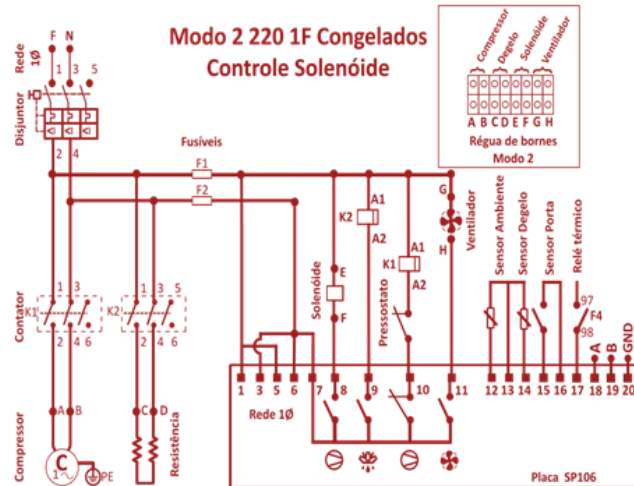 Modo 2 220 1F Congelados
Controle Solenóide
Compressor
Degelo
Solenóide
Ventilador
A B C D E F G H
Régua de bornes
Modo 2
Rede
1Ø
F N
1 3 5
Disjuntor
2 4
Fusíveis
F1
F2
K2
A1
A2
K1
A1
A2
G
H
Ventilador
Solenóide
E
F
Pressostato
Sensor Ambiente
Sensor Degelo
Sensor Porta
Relé térmico
97
F4
98
A
B
GND
Contator
K1
1 3
2 4 6
K2
1 3 5
2 4 6
1 3 5 6 7 8 9 10 11 12 13 14 15 16 17 18 19 20
Rede 1Ø
Compressor
A B
C
1
PE
C D
Resistência
Placa SP106